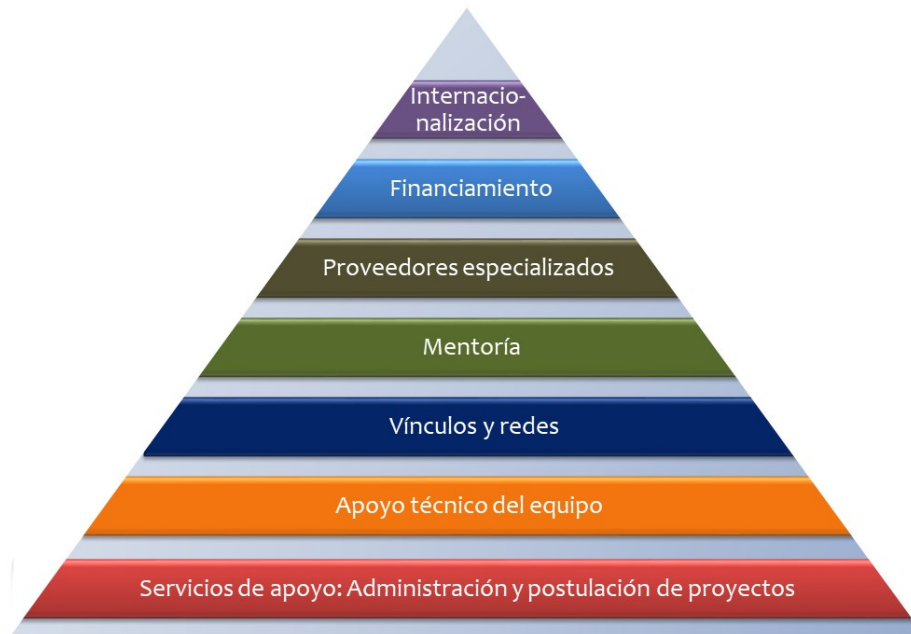 Internacio-
nalización
Financiamiento
Proveedores especializados
Mentoría
Vínculos y redes
Apoyo técnico del equipo
Servicios de apoyo: Administración y postulación de proyectos